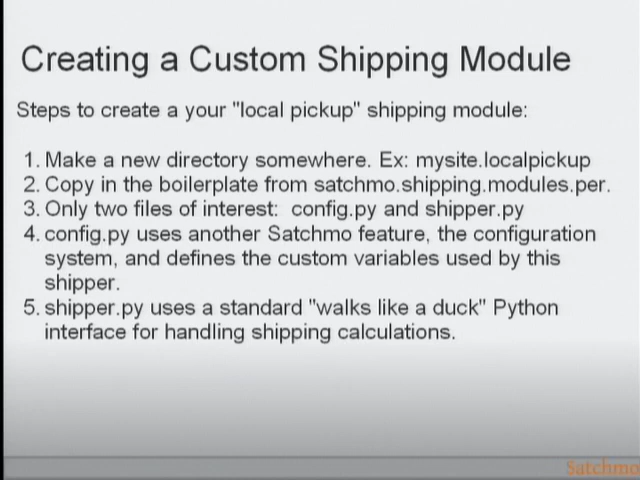 Creating a Custom Shipping Module
Steps to create a your "local pickup" shipping module:
1. Make a new directory somewhere. Ex: mysite.localpickup
2. Copy in the boilerplate from satchmo.shipping.modules.per.
3. Only two files of interest: config.py and shipper.py
4. config.py uses another Satchmo feature, the configuration
system, and defines the custom variables used by this
shipper.
5. shipper.py uses a standard "walks like a duck" Python
interface for handling shipping calculations.
Satchmo